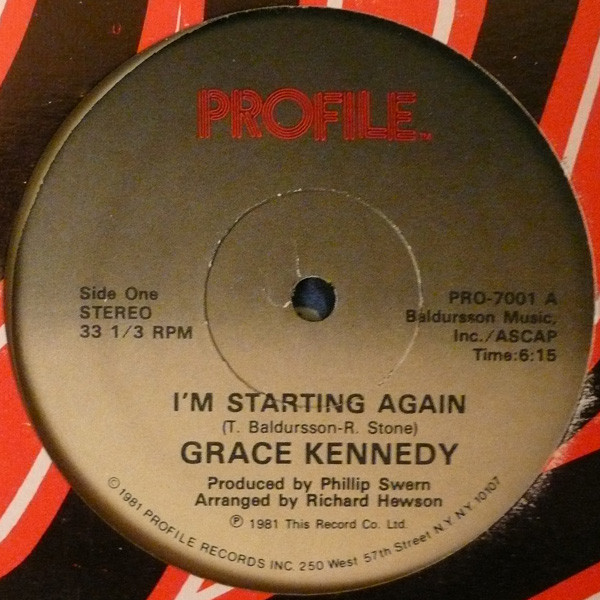 PROFILE™
Side One
STEREO
33 1/3 RPM
PRO-7001 A
Baldursson Music,
Inc./ASCAP
Time:6:15
I'M STARTING AGAIN
(T. Baldursson-R. Stone)
GRACE KENNEDY
Produced by Phillip Swern
Arranged by Richard Hewson
℗ 1981 This Record Co. Ltd.
© 1981 PROFILE RECORDS INC. 250 West 57th Street N.Y. N.Y. 10107